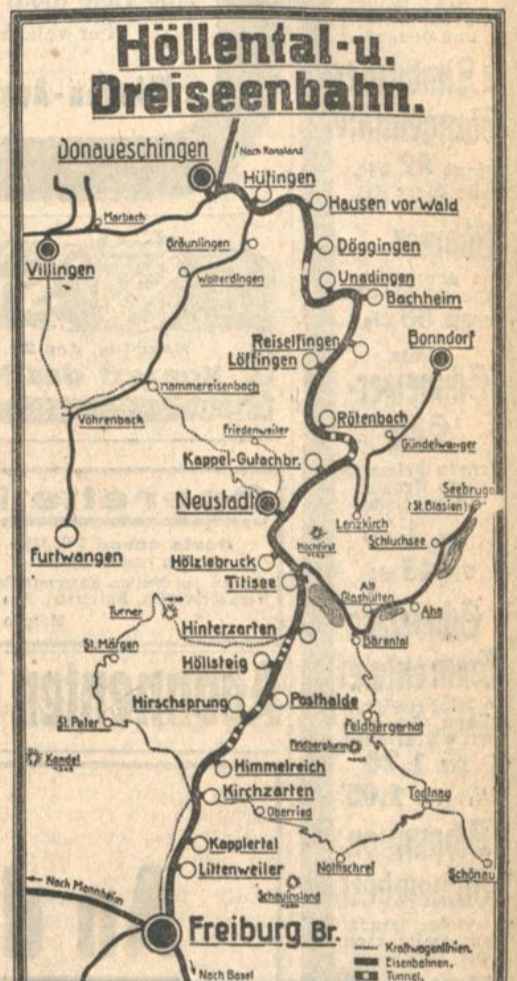 Höllental-u.
Dreiseenbahn.
Nach Konstanz
Donaueschingen
Hüfingen
Marbach
Hausen vor Wald
Bräunlingen
Döggingen
Villingen
Wolterdingen
Unadingen
Bachheim
Reiselfingen
Löffingen
Bonndorf
Hammereisenbach
Vöhrenbach
Rötenbach
Friedenweiler
Gündelwangen
Kappel-Gutachbr.
Seebrugg
(St. Blasien)
Neustadt
Lenzkirch
Schluchsee
Furtwangen
Hochfirst
Hölzlebruck
Titisee
Alt
Glashütten
Aha
Turner
Hinterzarten
Bärental
St. Märgen
Höllsteig
Hirschsprung
Posthalde
St. Peter
Feldbergerhof
Feldbergturm
Kandel
Himmelreich
Kirchzarten
Oberried
Todtnau
Kapplertal
Littenweiler
Nothschrei
Schönau
Nach Mannheim
Schauinsland
Freiburg Br.
Kraftwagenlinien.
Eisenbahnen.
Tunnel.
Nach Basel